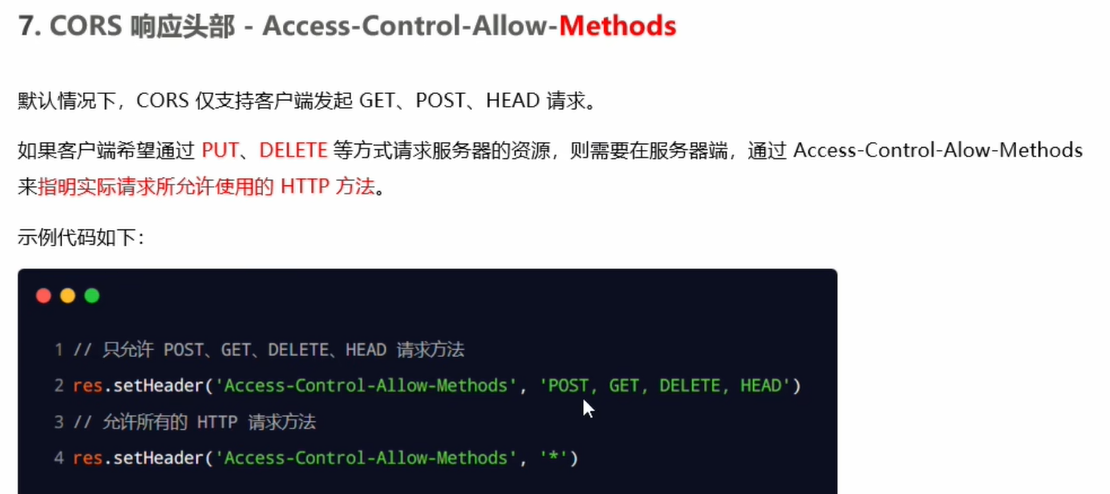 7. CORS 响应头部 - Access-Control-Allow-Methods
默认情况下，CORS 仅支持客户端发起 GET、POST、HEAD 请求。
如果客户端希望通过 PUT、DELETE 等方式请求服务器的资源，则需要在服务器端，通过 Access-Control-Alow-Methods
来指明实际请求所允许使用的 HTTP 方法。
示例代码如下：
1 // 只允许 POST、GET、DELETE、HEAD 请求方法
2 res.setHeader('Access-Control-Allow-Methods', 'POST, GET, DELETE, HEAD')
3 // 允许所有的 HTTP 请求方法
4 res.setHeader('Access-Control-Allow-Methods', '*')